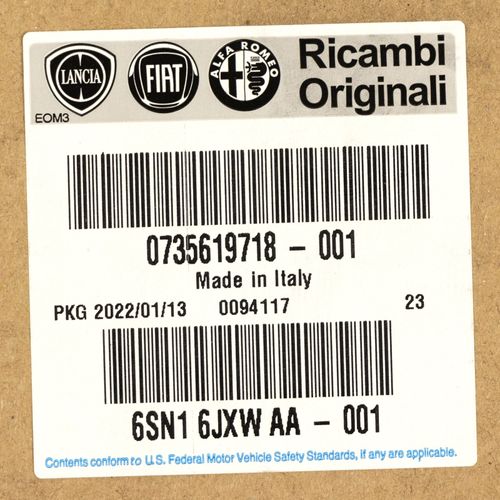 LANCIA FIAT ALFA ROMEO Ricambi
Originali
EOM3
0735619718 - 001
Made in Italy
PKG 2022/01/13 0094117 23
6SN1 6JXW AA - 001
Contents conform to U.S. Federal Motor Vehicle Safety Standards, if any are applicable.